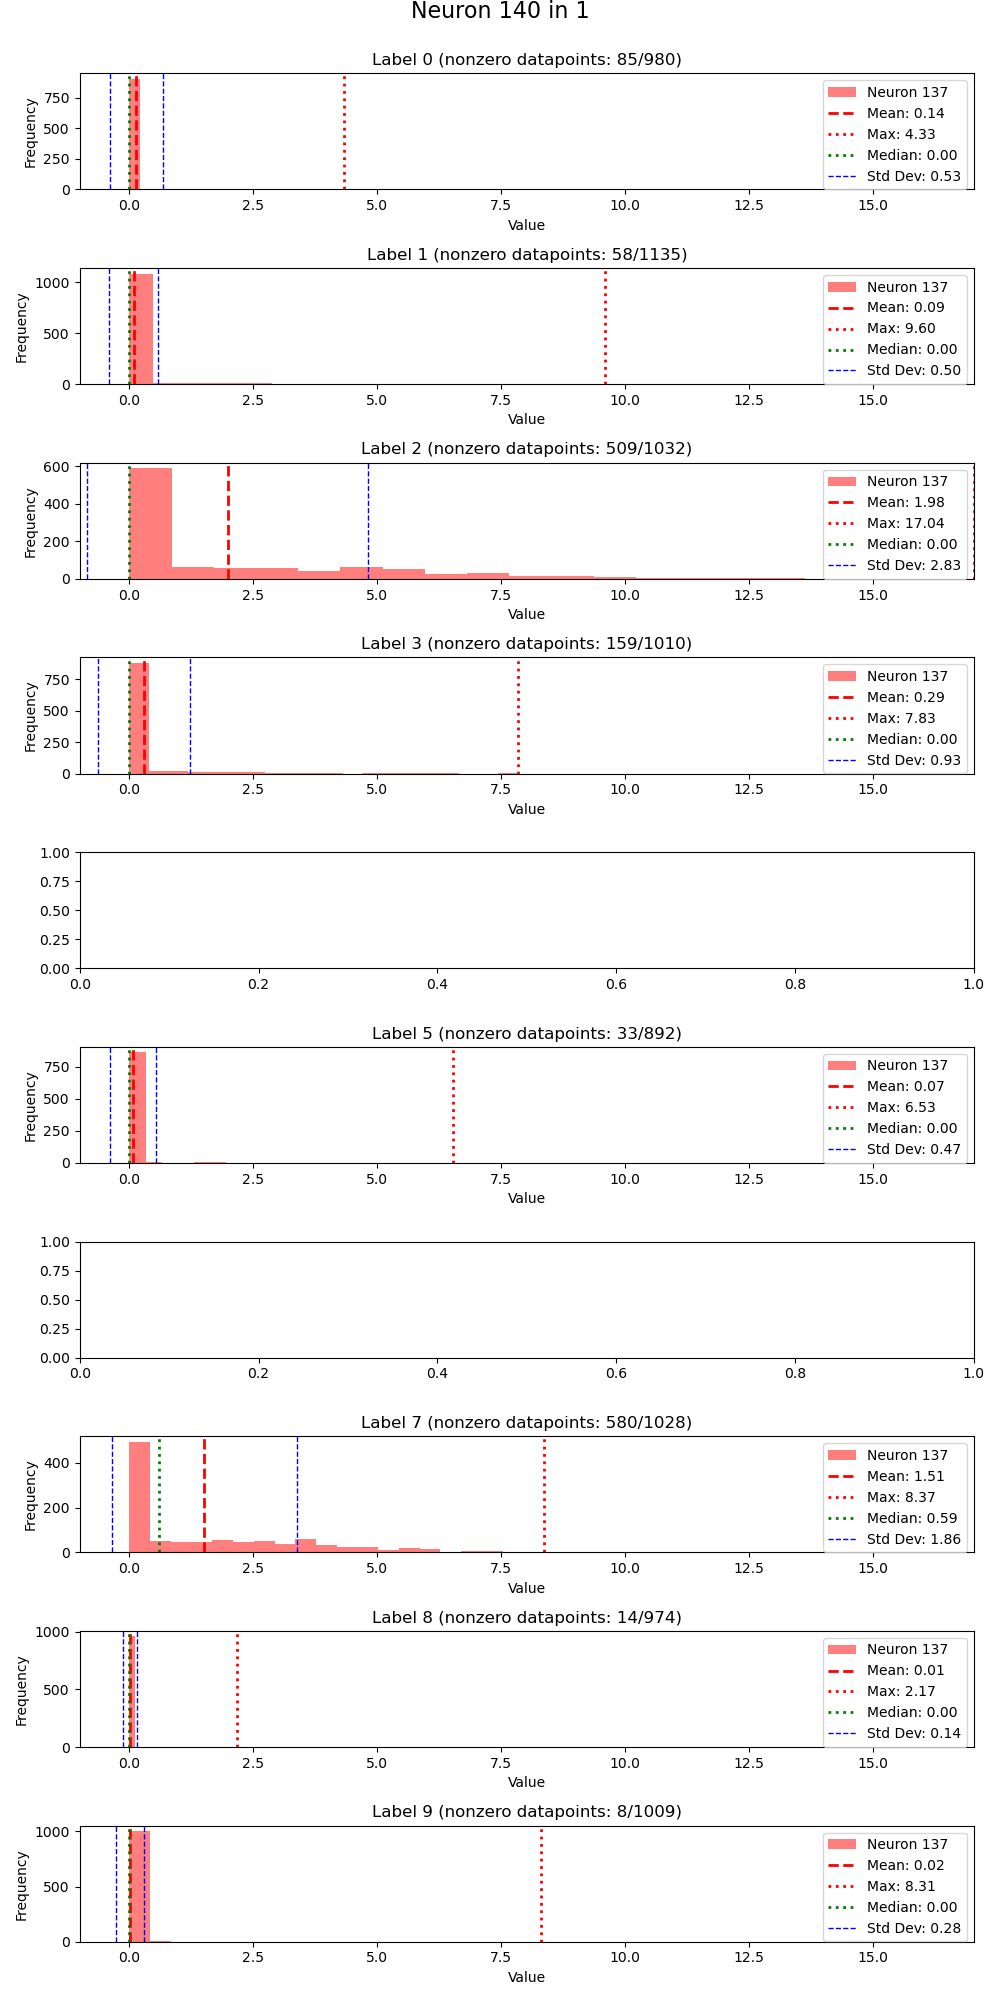 Neuron 140 in 1
Label 0 (nonzero datapoints: 85/980)
Frequency
750
500
250
0
Neuron 137
Mean: 0.14
Max: 4.33
Median: 0.00
Std Dev: 0.53
0.0 2.5 5.0 7.5 10.0 12.5 15.0
Value
Label 1 (nonzero datapoints: 58/1135)
Frequency
1000
500
0
Neuron 137
Mean: 0.09
Max: 9.60
Median: 0.00
Std Dev: 0.50
0.0 2.5 5.0 7.5 10.0 12.5 15.0
Value
Label 2 (nonzero datapoints: 509/1032)
Frequency
600
400
200
0
Neuron 137
Mean: 1.98
Max: 17.04
Median: 0.00
Std Dev: 2.83
0.0 2.5 5.0 7.5 10.0 12.5 15.0
Value
Label 3 (nonzero datapoints: 159/1010)
Frequency
750
500
250
0
Neuron 137
Mean: 0.29
Max: 7.83
Median: 0.00
Std Dev: 0.93
0.0 2.5 5.0 7.5 10.0 12.5 15.0
Value
1.00
0.75
0.50
0.25
0.00
0.0 0.2 0.4 0.6 0.8 1.0
Label 5 (nonzero datapoints: 33/892)
Frequency
750
500
250
0
Neuron 137
Mean: 0.07
Max: 6.53
Median: 0.00
Std Dev: 0.47
0.0 2.5 5.0 7.5 10.0 12.5 15.0
Value
1.00
0.75
0.50
0.25
0.00
0.0 0.2 0.4 0.6 0.8 1.0
Label 7 (nonzero datapoints: 580/1028)
Frequency
400
200
0
Neuron 137
Mean: 1.51
Max: 8.37
Median: 0.59
Std Dev: 1.86
0.0 2.5 5.0 7.5 10.0 12.5 15.0
Value
Label 8 (nonzero datapoints: 14/974)
Frequency
1000
500
0
Neuron 137
Mean: 0.01
Max: 2.17
Median: 0.00
Std Dev: 0.14
0.0 2.5 5.0 7.5 10.0 12.5 15.0
Value
Label 9 (nonzero datapoints: 8/1009)
Frequency
1000
500
0
Neuron 137
Mean: 0.02
Max: 8.31
Median: 0.00
Std Dev: 0.28
0.0 2.5 5.0 7.5 10.0 12.5 15.0
Value